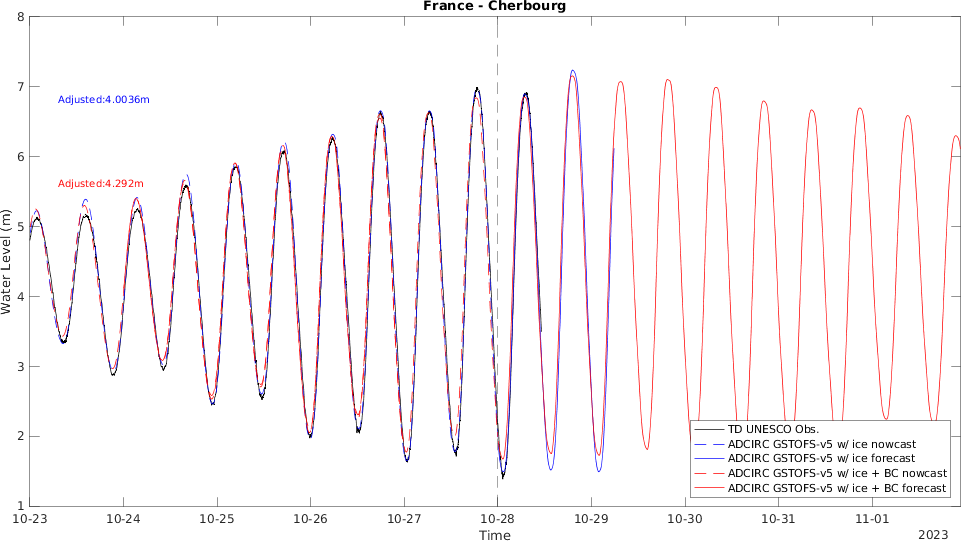 France - Cherbourg
8
7
6
5
4
3
2
1
Water Level (m)
Adjusted:4.0036m
Adjusted:4.292m
TD UNESCO Obs.
ADCIRC GSTOFS-v5 w/ ice nowcast
ADCIRC GSTOFS-v5 w/ ice forecast
ADCIRC GSTOFS-v5 w/ ice + BC nowcast
ADCIRC GSTOFS-v5 w/ ice + BC forecast
10-23 10-24 10-25 10-26 10-27 10-28 10-29 10-30 10-31 11-01
Time
2023